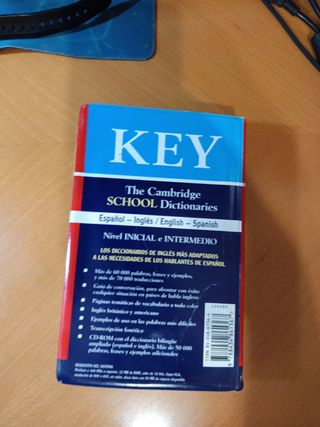 KEY
The Cambridge
SCHOOL Dictionaries
Español – Inglés / English – Spanish
Nivel INICIAL e INTERMEDIO
LOS DICCIONARIOS DE INGLÉS MÁS ADAPTADOS
A LAS NECESIDADES DE LOS HABLANTES DE ESPAÑOL
Más de 60 000 palabras, frases y ejemplos,
y más de 70 000 traducciones
Guía de conversación, para afrontar con éxito
cualquier situación en países de habla inglesa
Páginas temáticas de vocabulario a todo color
Inglés británico y americano
Ejemplos de uso en las palabras más difíciles
Transcripción fonética
CD-ROM con el diccionario bilingüe
ampliado (español e inglés). Más de 50 000
palabras, frases y ejemplos adicionales
REQUISITOS DEL SISTEMA